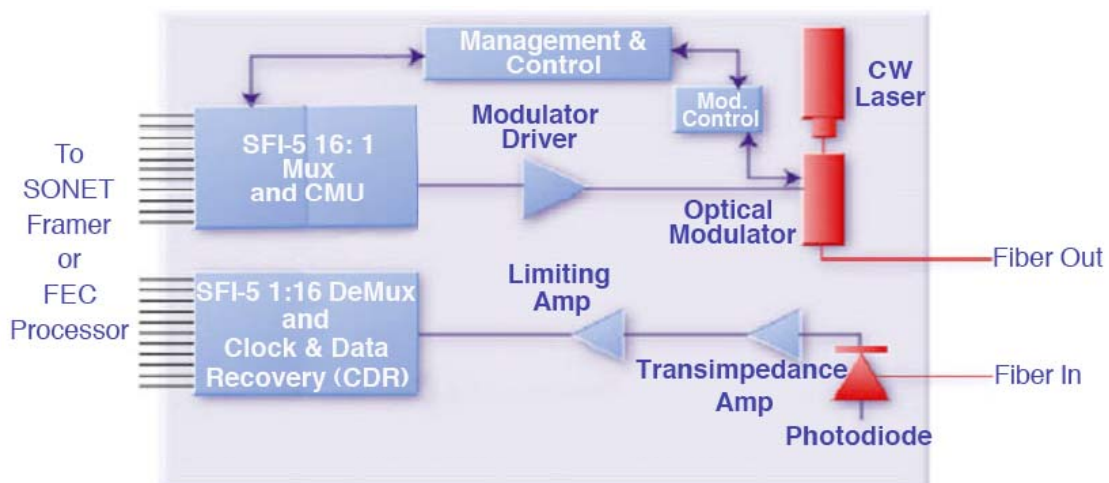 Management &
Control
CW
Laser
Mod.
Control
Modulator
Driver
SFI-5 16: 1
Mux
and CMU
To
SONET
Framer
or
FEC
Processor
Optical
Modulator
Fiber Out
SFI-5 1:16 DeMux
and
Clock & Data
Recovery (CDR)
Limiting
Amp
Transimpedance
Amp
Fiber In
Photodiode